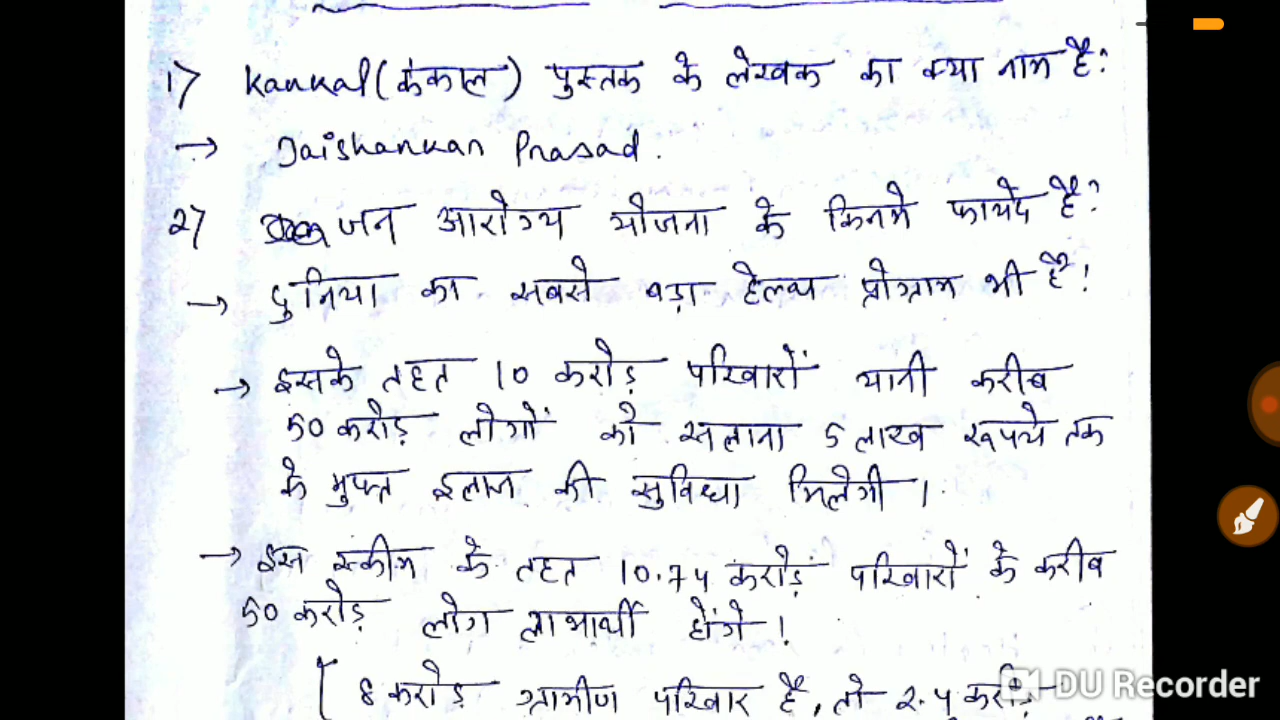 1) Kankal (कंकाल) पुस्तक के लेखक का क्या नाम है?
→ Jaishankar Prasad.
2) जन आरोग्य योजना के कितने फायदे है?
→ दुनिया का सबसे बड़ा हेल्थ प्रोग्राम भी है!
→ इसके तहत 10 करोड़ परिवारों यानी करीब
50 करोड़ लोगों को सलाना 5 लाख रूपये तक
के मुफ्त इलाज की सुविधा मिलेगी।
→ इस स्कीम के तहत 10.74 करोड़ परिवारों के करीब
50 करोड़ लोग लाभार्थी होंगे!
[ 8 करोड़ ग्रामीण परिवार है, तो 2.4 करोड़
DU Recorder